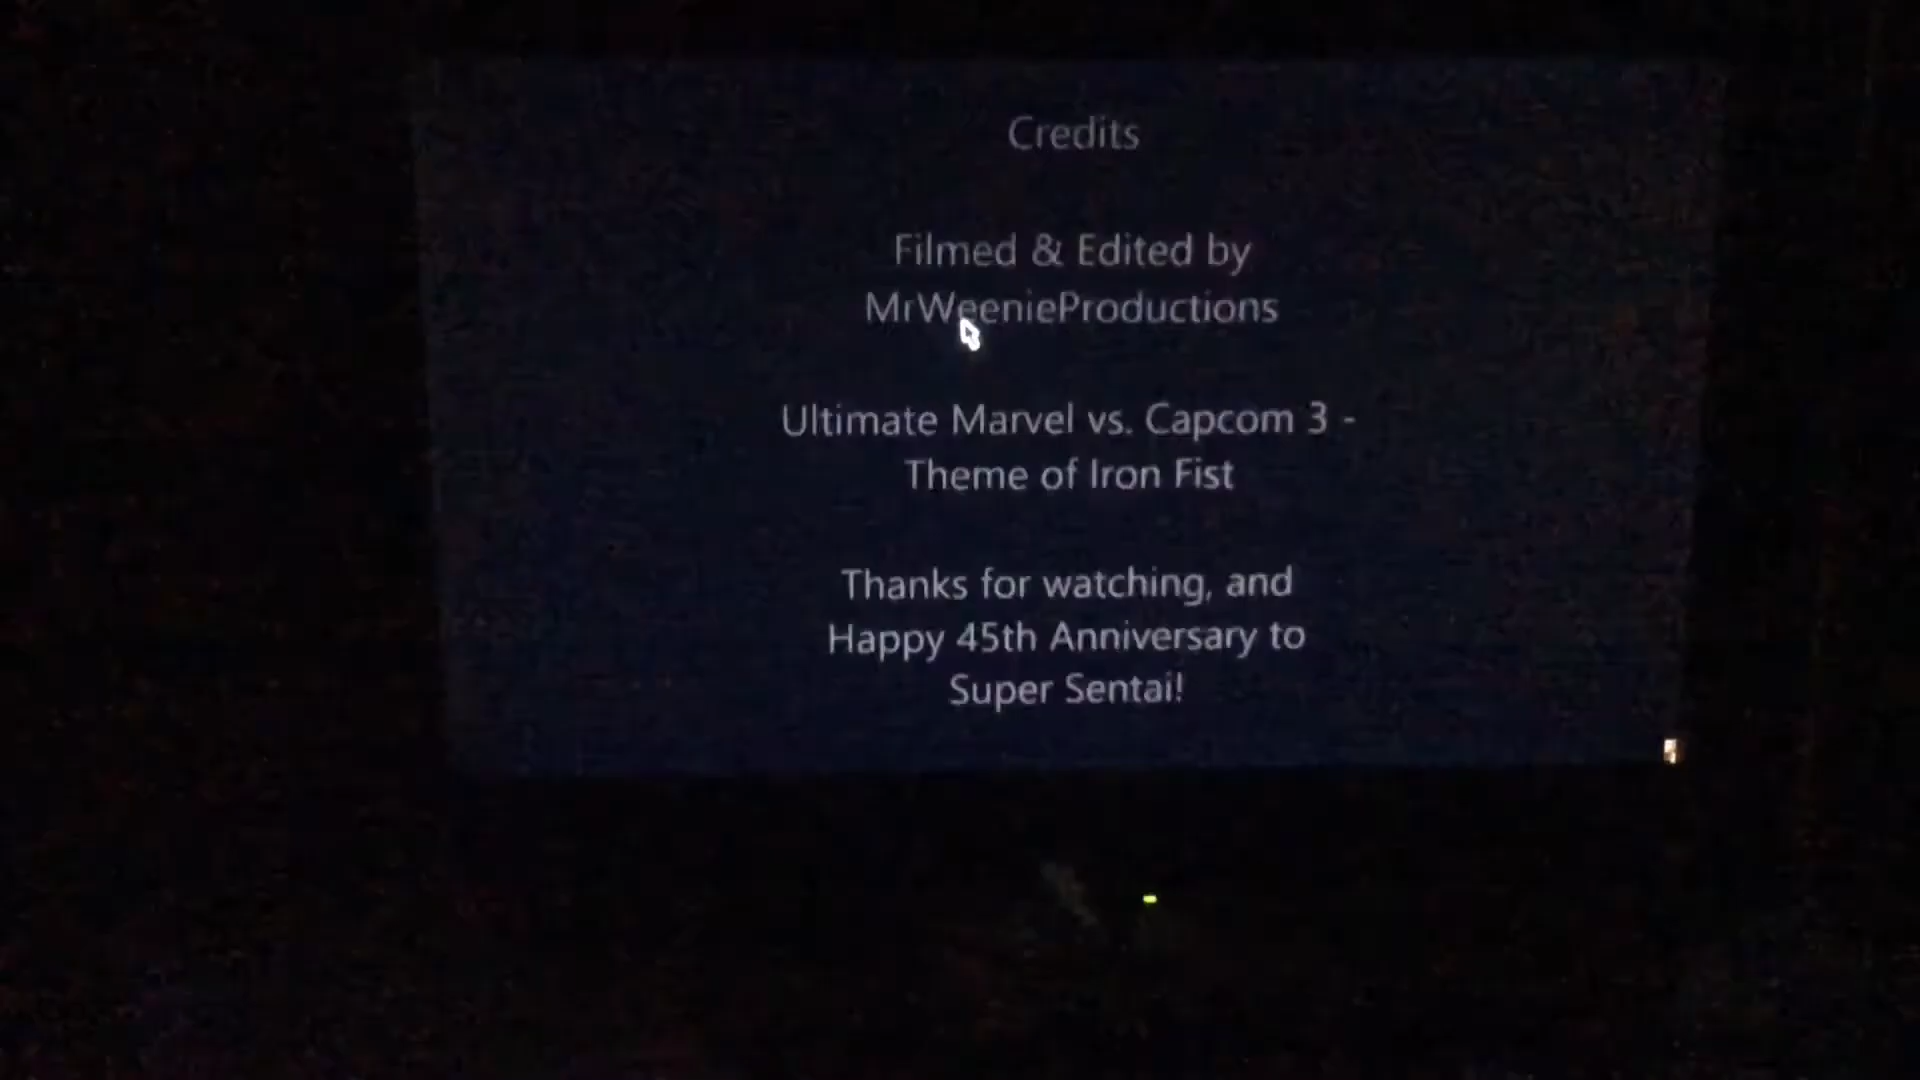 Credits
Filmed & Edited by
MrWeenieProductions
Ultimate Marvel vs. Capcom 3 -
Theme of Iron Fist
Thanks for watching, and
Happy 45th Anniversary to
Super Sentai!